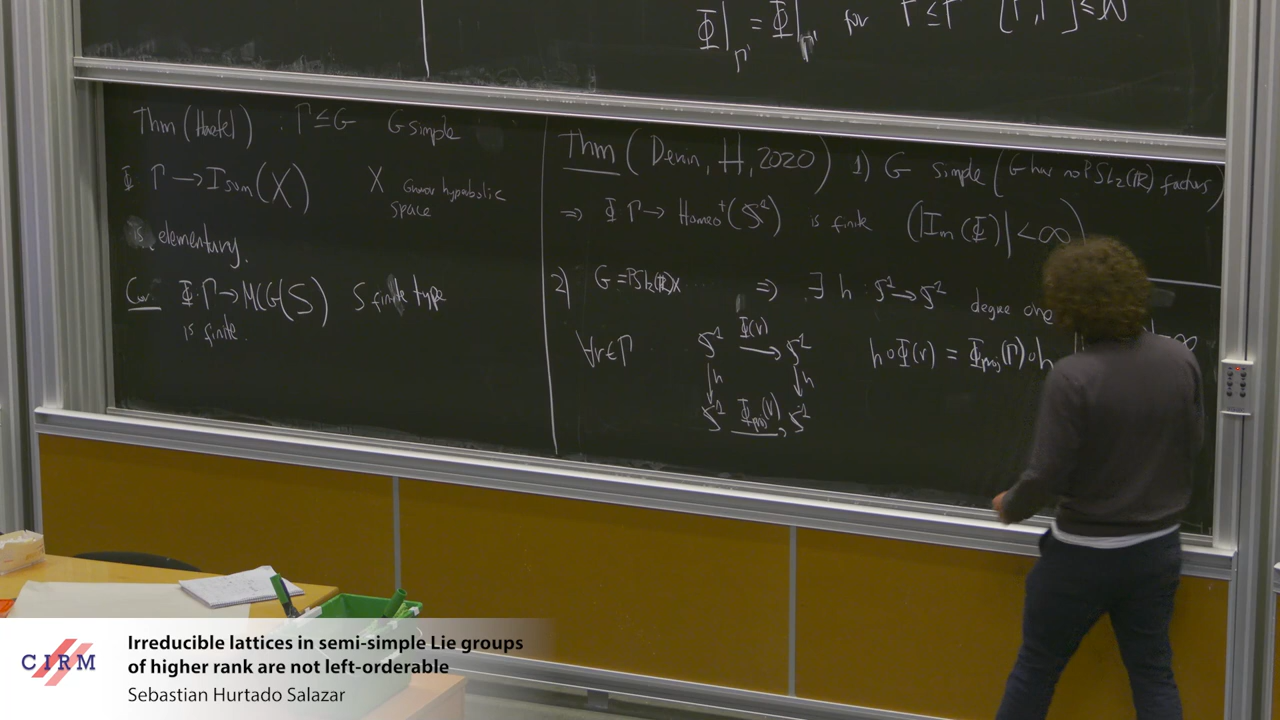 Φ|_Γ' = Φ|_Γ' for Γ' ≤ Γ [Γ,Γ'] ≤ N
Thm (Haettel) : Γ ≤ G G simple
Φ Γ → Isom(X) X Gromov hyperbolic
space
is elementary.
Cor. Φ: Γ → MCG(S) S finite type
is finite.
Thm (Deroin, H, 2020) 1) G simple (G has no PSL₂(ℝ) factors)
⇒ Φ Γ → Homeo⁺(S¹) is finite (|Im(Φ)| < ∞)
2) G = PSL₂(ℝ) x ..... ⇒ ∃ h : S¹ → S¹ degree one
∀γ∈Γ S¹ Φ(γ) → S¹ h∘Φ(γ) = Φproj(Γ)∘h
↓h ↓h
S¹ Φproj(γ) → S¹
CIRM
Irreducible lattices in semi-simple Lie groups
of higher rank are not left-orderable
Sebastian Hurtado Salazar